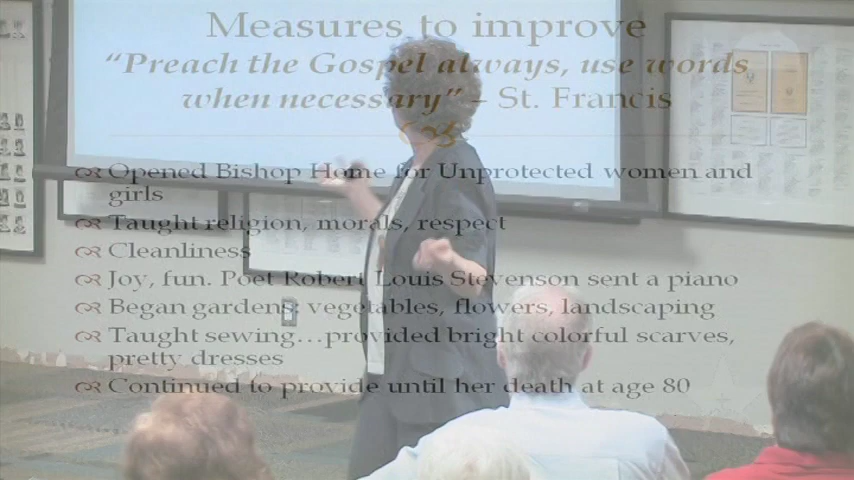 Measures to improve
“Preach the Gospel always, use words
when necessary” – St. Francis
Opened Bishop Home for Unprotected women and
girls
Taught religion, morals, respect
Cleanliness
Joy, fun. Poet Robert Louis Stevenson sent a piano
Began gardens; vegetables, flowers, landscaping
Taught sewing…provided bright colorful scarves,
pretty dresses
Continued to provide until her death at age 80